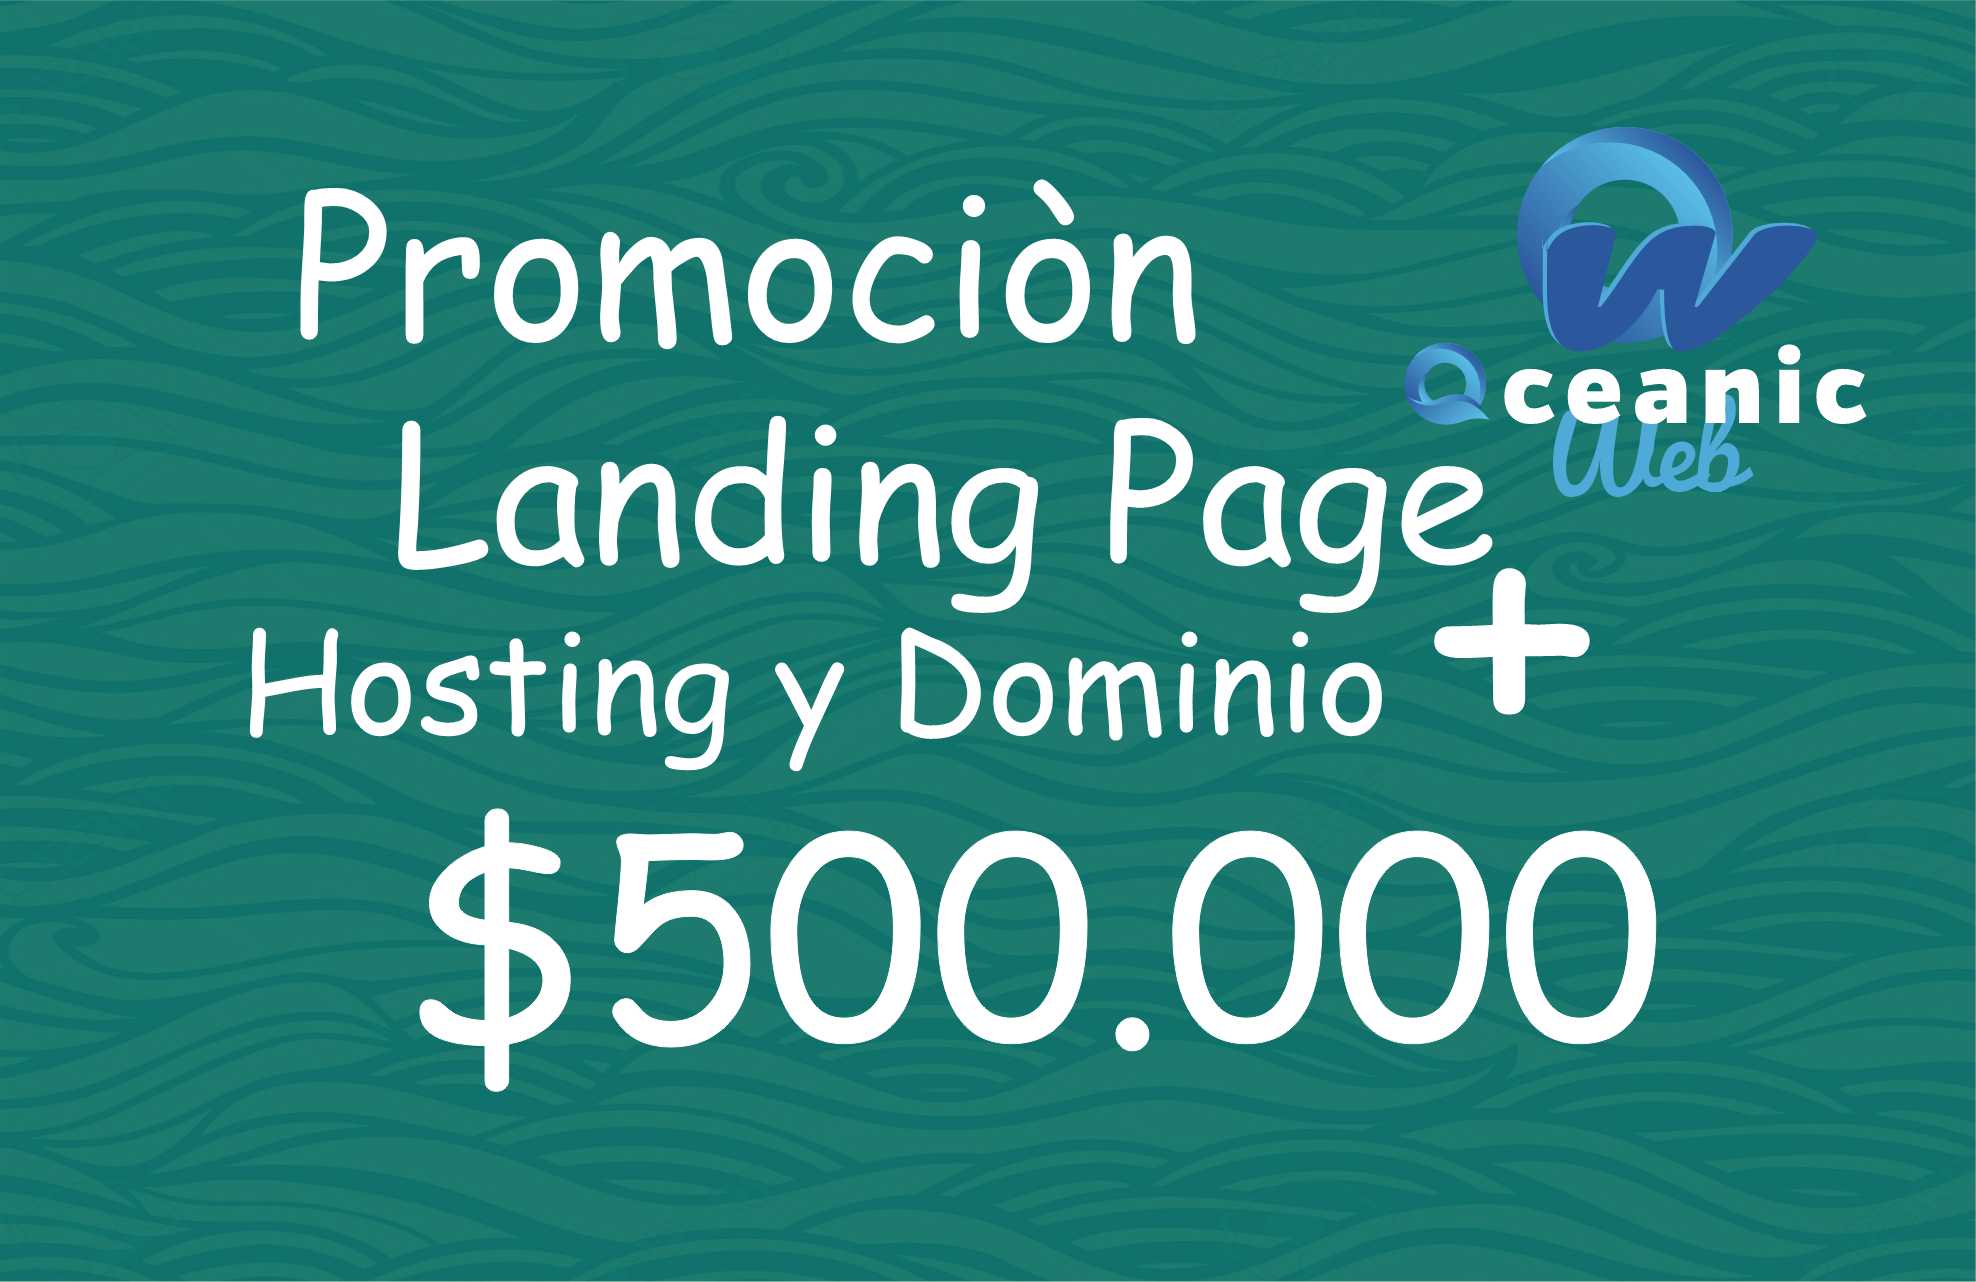 Promociòn
Landing Page
+
Hosting y Dominio
$500.000
W
Oceanic
Web